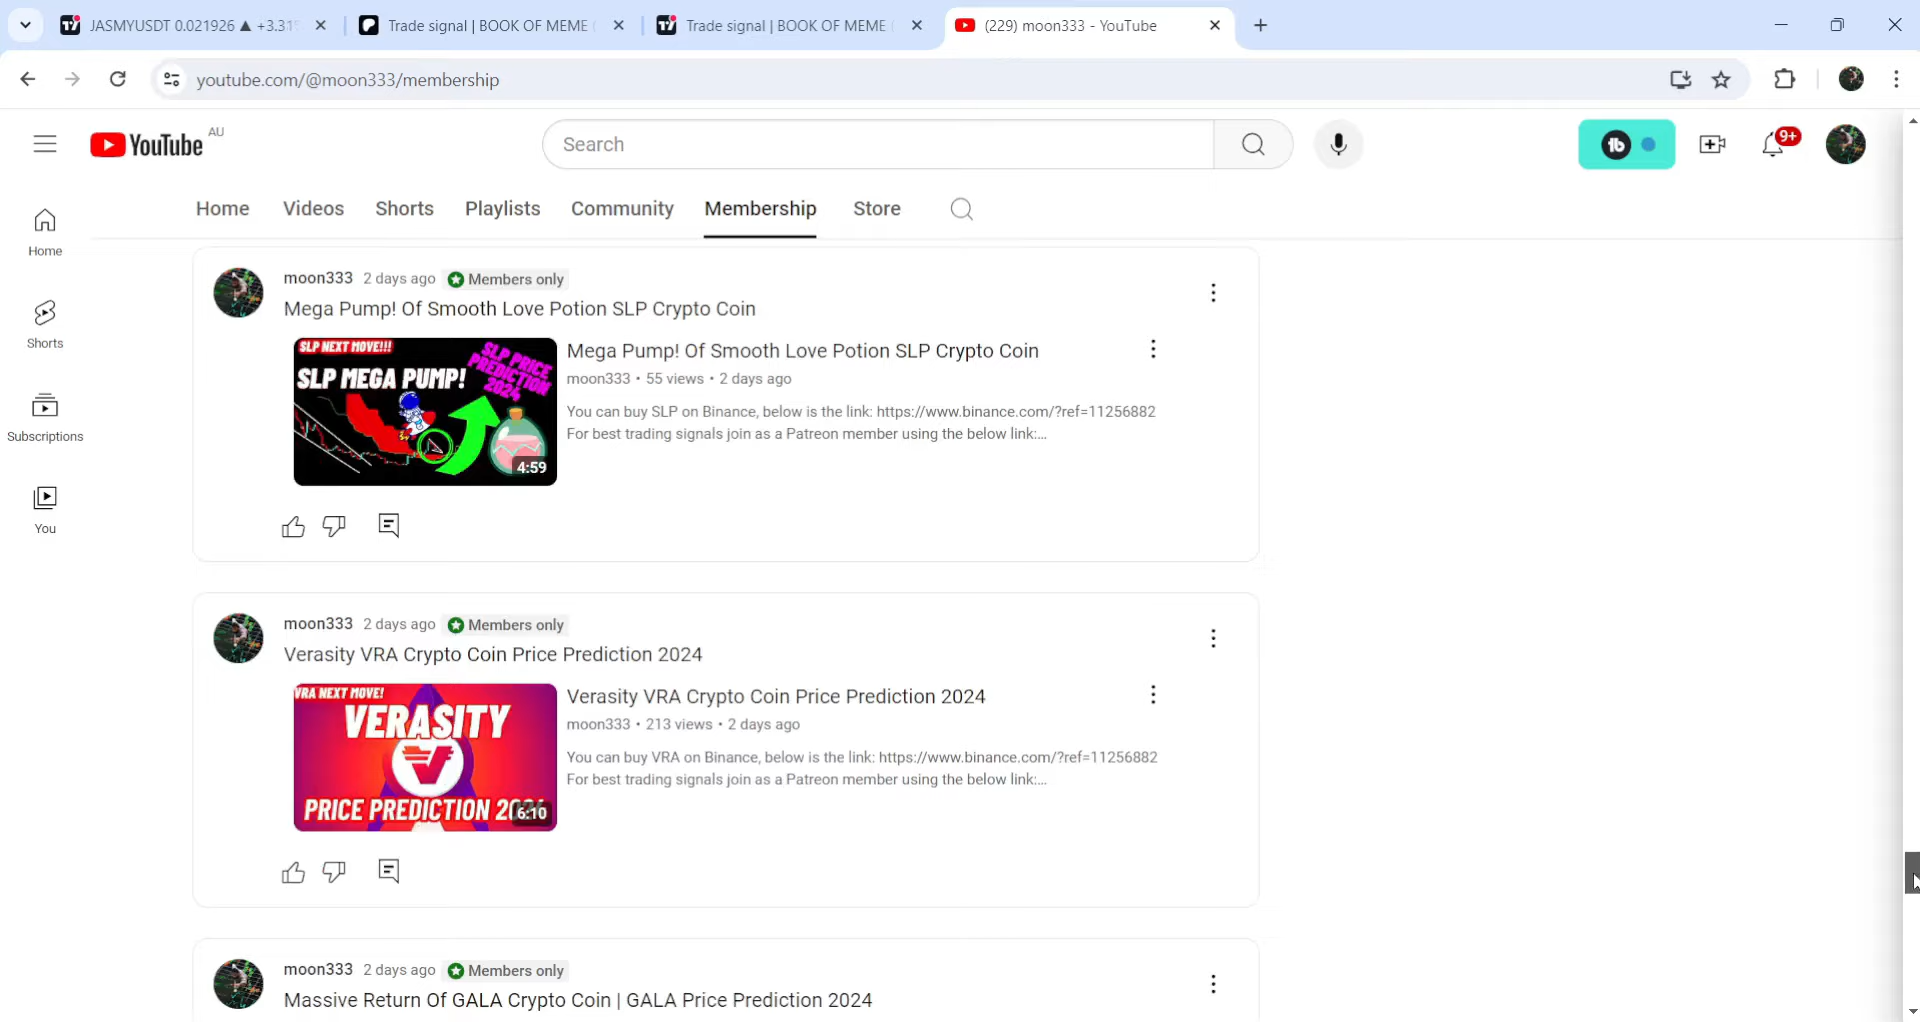 JASMYUSDT 0.021926 ▲ +3.31
Trade signal | BOOK OF MEME
Trade signal | BOOK OF MEME
(229) moon333 - YouTube
youtube.com/@moon333/membership
YouTube AU
Search
9+
Home
Videos
Shorts
Playlists
Community
Membership
Store
Home
Shorts
Subscriptions
You
moon333 2 days ago Members only
Mega Pump! Of Smooth Love Potion SLP Crypto Coin
SLP NEXT MOVE!!!
SLP MEGA PUMP!
SLP PRICE
PREDICTION
2024
4:59
Mega Pump! Of Smooth Love Potion SLP Crypto Coin
moon333 • 55 views • 2 days ago
You can buy SLP on Binance, below is the link: https://www.binance.com/?ref=11256882
For best trading signals join as a Patreon member using the below link:...
moon333 2 days ago Members only
Verasity VRA Crypto Coin Price Prediction 2024
VRA NEXT MOVE!
VERASITY
PRICE PREDICTION 2024
6:10
Verasity VRA Crypto Coin Price Prediction 2024
moon333 • 213 views • 2 days ago
You can buy VRA on Binance, below is the link: https://www.binance.com/?ref=11256882
For best trading signals join as a Patreon member using the below link:...
moon333 2 days ago Members only
Massive Return Of GALA Crypto Coin | GALA Price Prediction 2024